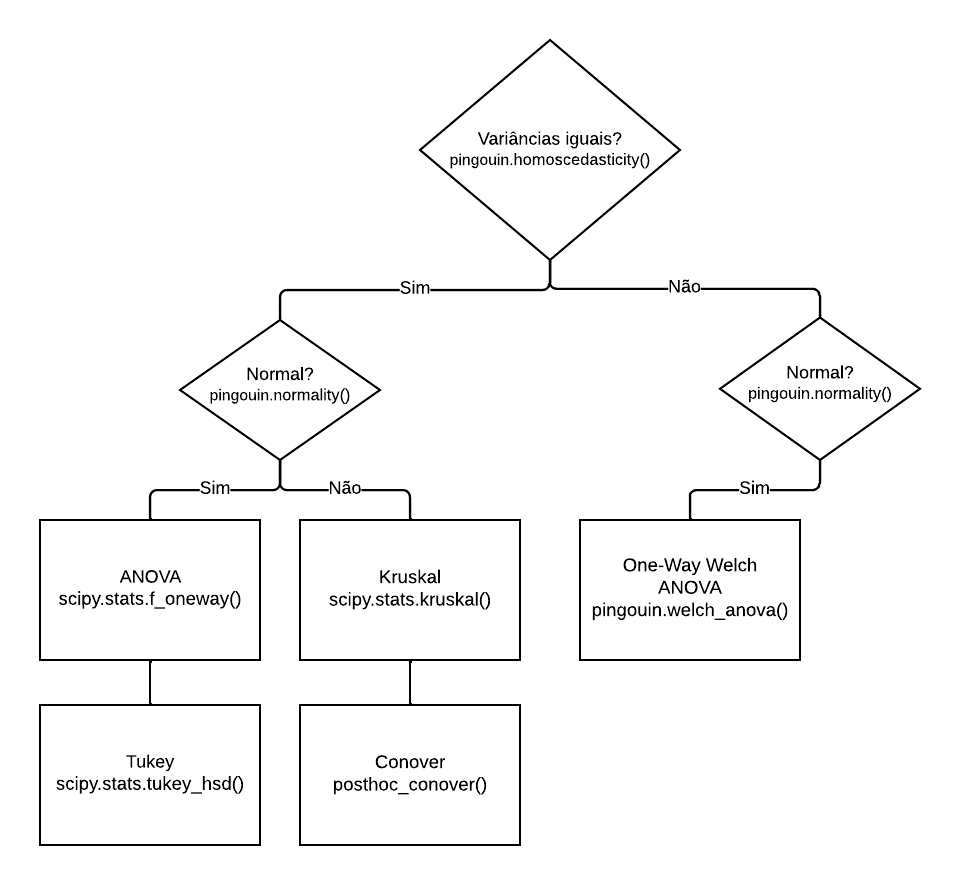 Variâncias iguais?
pingouin.homoscedasticity()
Sim
Não
Normal?
pingouin.normality()
Normal?
pingouin.normality()
Sim
Não
Sim
ANOVA
scipy.stats.f_oneway()
Kruskal
scipy.stats.kruskal()
One-Way Welch
ANOVA
pingouin.welch_anova()
Tukey
scipy.stats.tukey_hsd()
Conover
posthoc_conover()